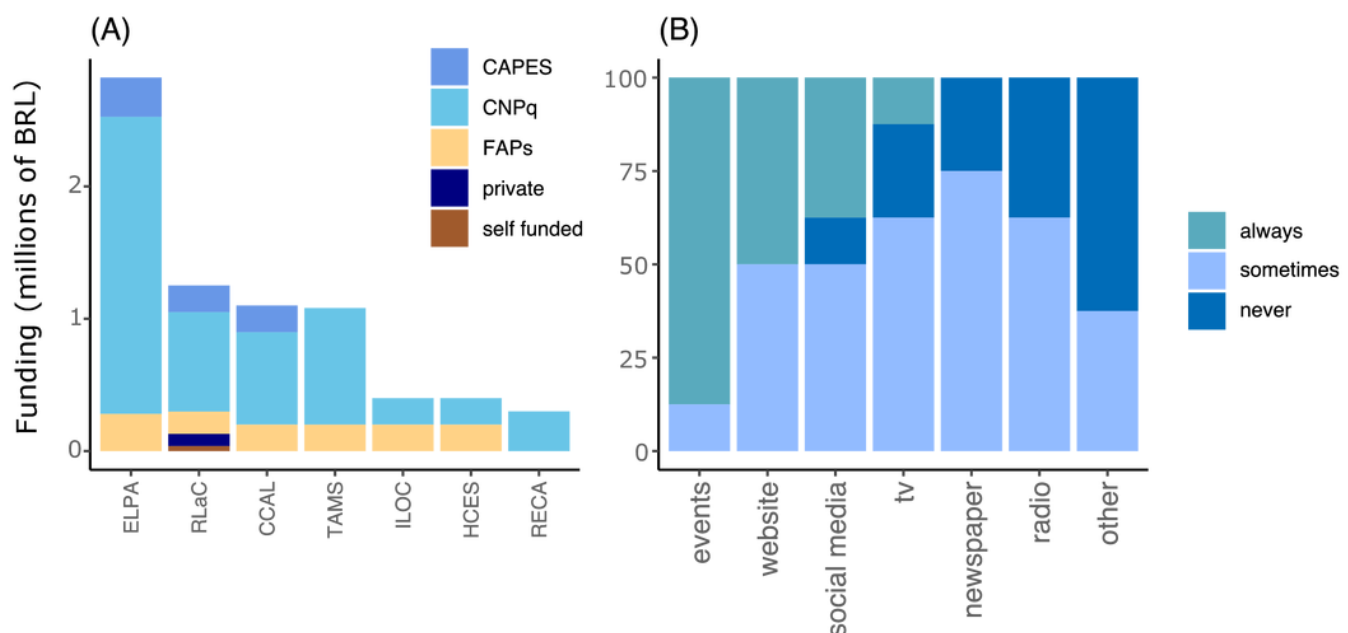 (A)
Funding (millions of BRL)
2
1
0
CAPES
CNPq
FAPs
private
self funded
ELPA
RLaC
CCAL
TAMS
ILOC
HCES
RECA
(B)
100
75
50
25
0
always
sometimes
never
events
website
social media
tv
newspaper
radio
other